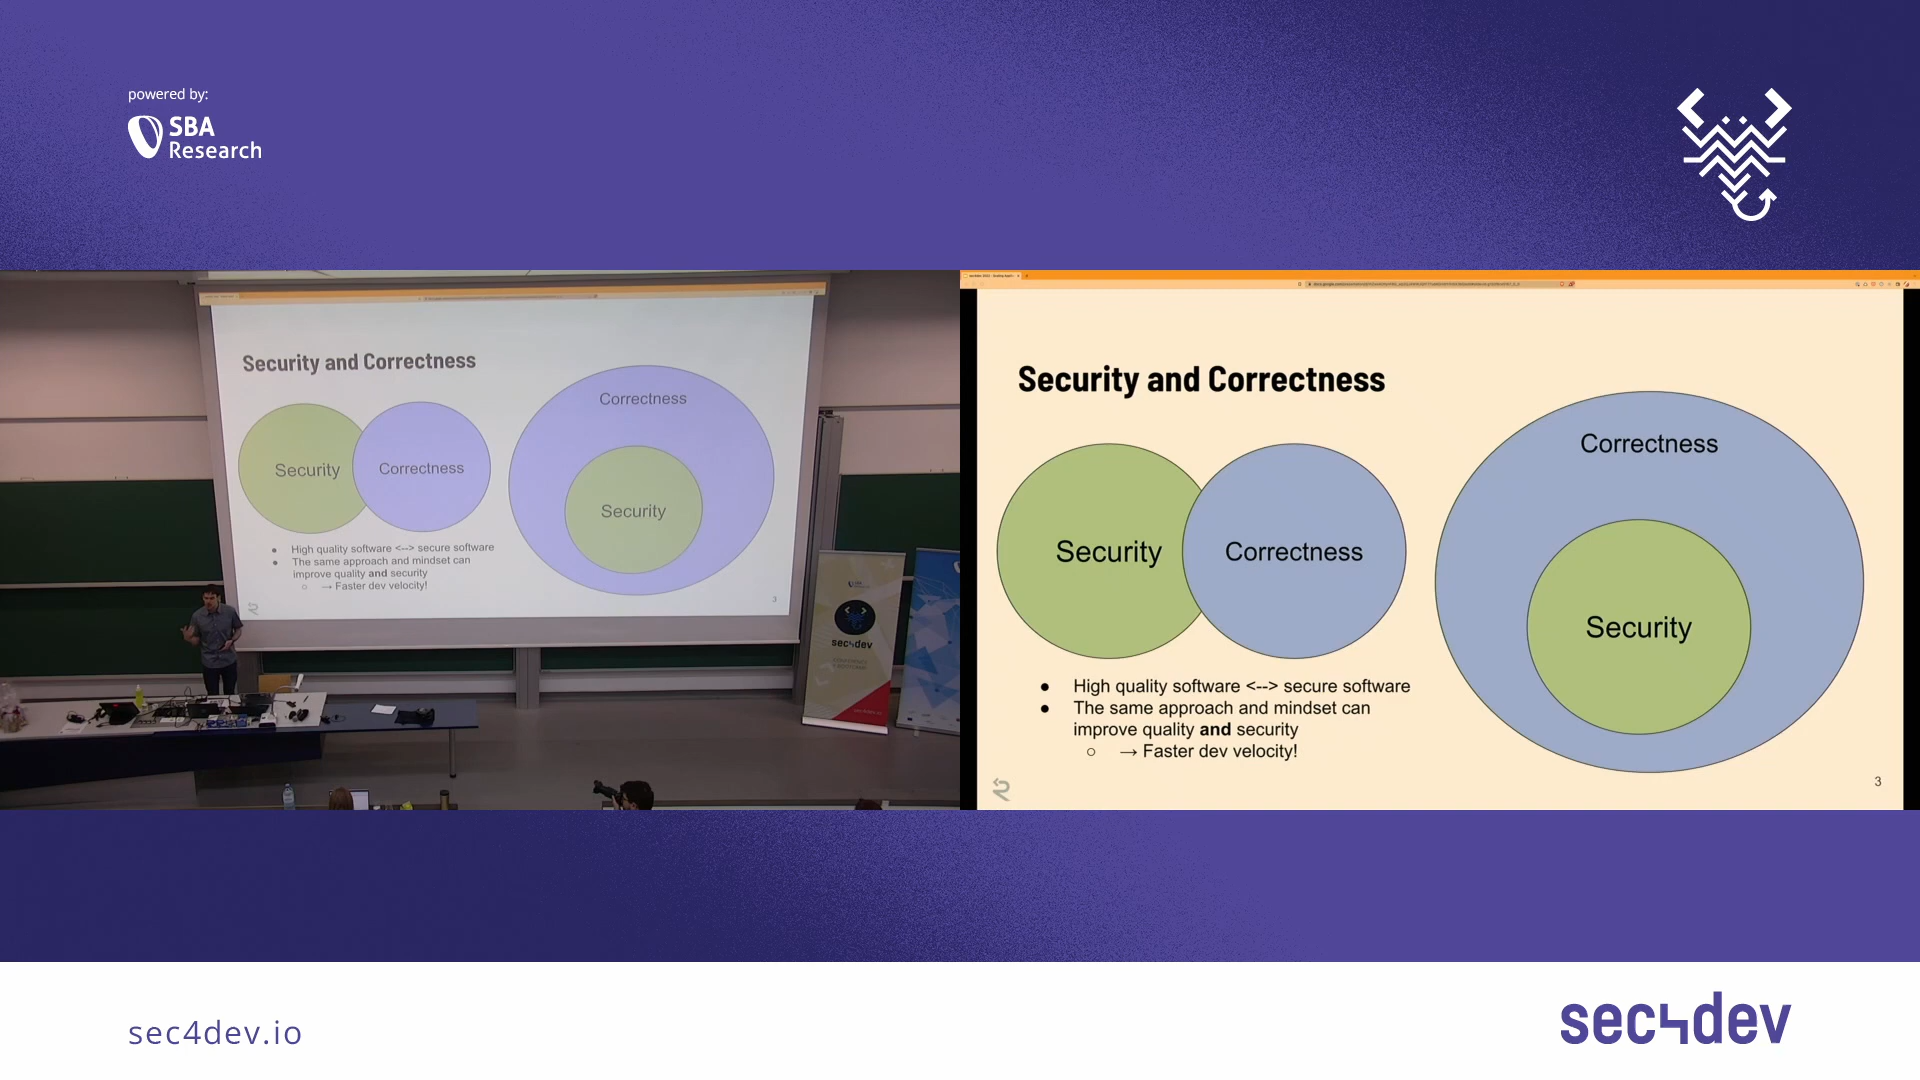 powered by:
SBA
Research
Security and Correctness
Correctness
Security
Correctness
Security
● High quality software <--> secure software
● The same approach and mindset can
improve quality and security
○ → Faster dev velocity!
3
sec4dev
Security and Correctness
Correctness
Security
Correctness
Security
● High quality software <--> secure software
● The same approach and mindset can
improve quality and security
○ → Faster dev velocity!
3
sec4dev.io
sec4dev